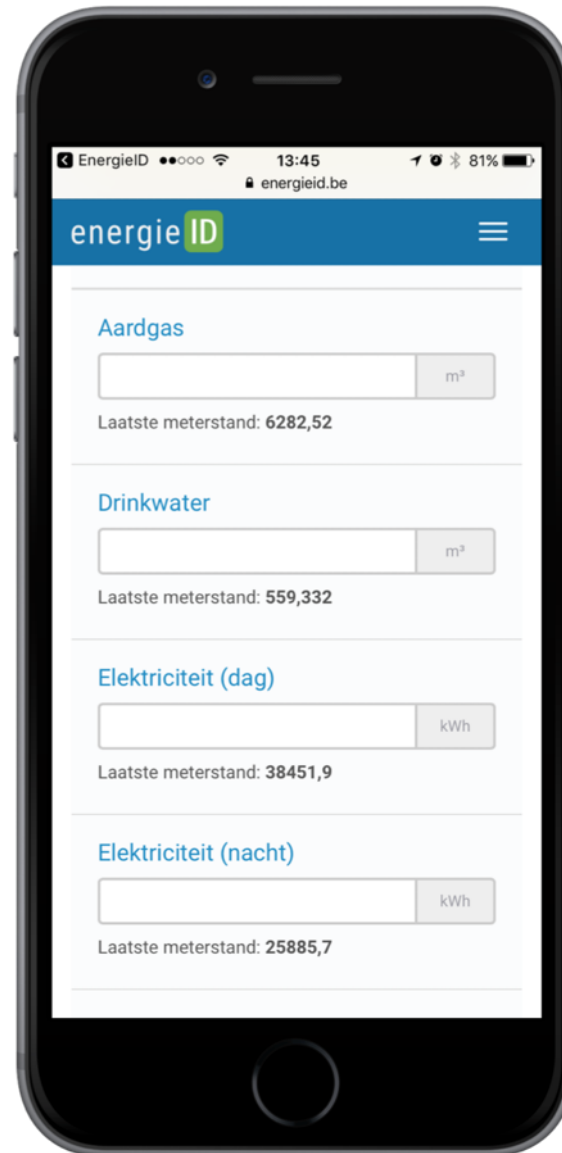 EnergieID 13:45 81%
energieid.be
energie ID
Aardgas
m³
Laatste meterstand: 6282,52
Drinkwater
m³
Laatste meterstand: 559,332
Elektriciteit (dag)
kWh
Laatste meterstand: 38451,9
Elektriciteit (nacht)
kWh
Laatste meterstand: 25885,7